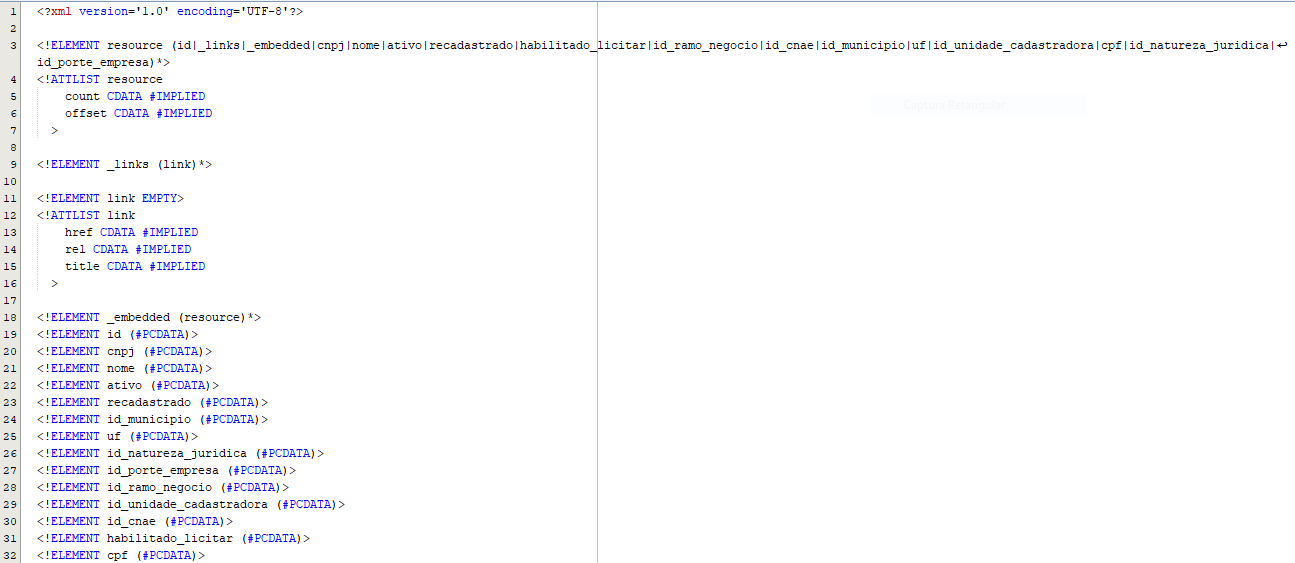 1 <?xml version='1.0' encoding='UTF-8'?>
2
3 <!ELEMENT resource (id|_links|_embedded|cnpj|nome|ativo|recadastrado|habilitado_licitar|id_ramo_negocio|id_cnae|id_municipio|uf|id_unidade_cadastradora|cpf|id_natureza_juridica|↩
id_porte_empresa)*>
4 <!ATTLIST resource
5 count CDATA #IMPLIED
6 offset CDATA #IMPLIED
7 >
8
9 <!ELEMENT _links (link)*>
10
11 <!ELEMENT link EMPTY>
12 <!ATTLIST link
13 href CDATA #IMPLIED
14 rel CDATA #IMPLIED
15 title CDATA #IMPLIED
16 >
17
18 <!ELEMENT _embedded (resource)*>
19 <!ELEMENT id (#PCDATA)>
20 <!ELEMENT cnpj (#PCDATA)>
21 <!ELEMENT nome (#PCDATA)>
22 <!ELEMENT ativo (#PCDATA)>
23 <!ELEMENT recadastrado (#PCDATA)>
24 <!ELEMENT id_municipio (#PCDATA)>
25 <!ELEMENT uf (#PCDATA)>
26 <!ELEMENT id_natureza_juridica (#PCDATA)>
27 <!ELEMENT id_porte_empresa (#PCDATA)>
28 <!ELEMENT id_ramo_negocio (#PCDATA)>
29 <!ELEMENT id_unidade_cadastradora (#PCDATA)>
30 <!ELEMENT id_cnae (#PCDATA)>
31 <!ELEMENT habilitado_licitar (#PCDATA)>
32 <!ELEMENT cpf (#PCDATA)>
Captura Retangular